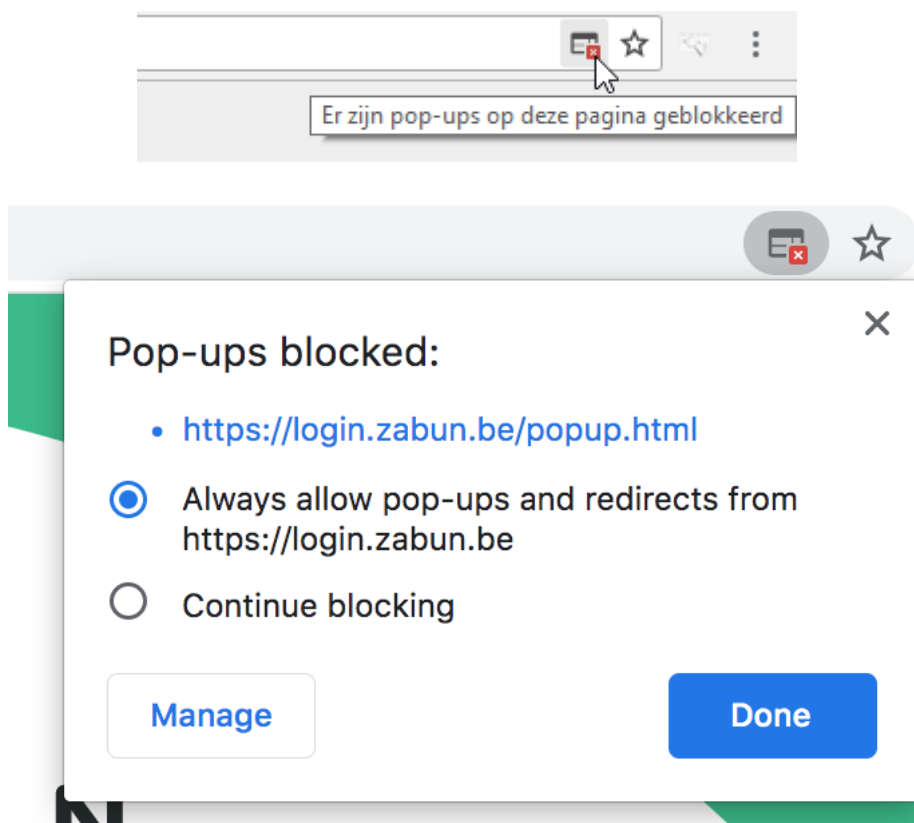 Er zijn pop-ups op deze pagina geblokkeerd
Pop-ups blocked:
https://login.zabun.be/popup.html
Always allow pop-ups and redirects from
https://login.zabun.be
Continue blocking
Manage
Done
N